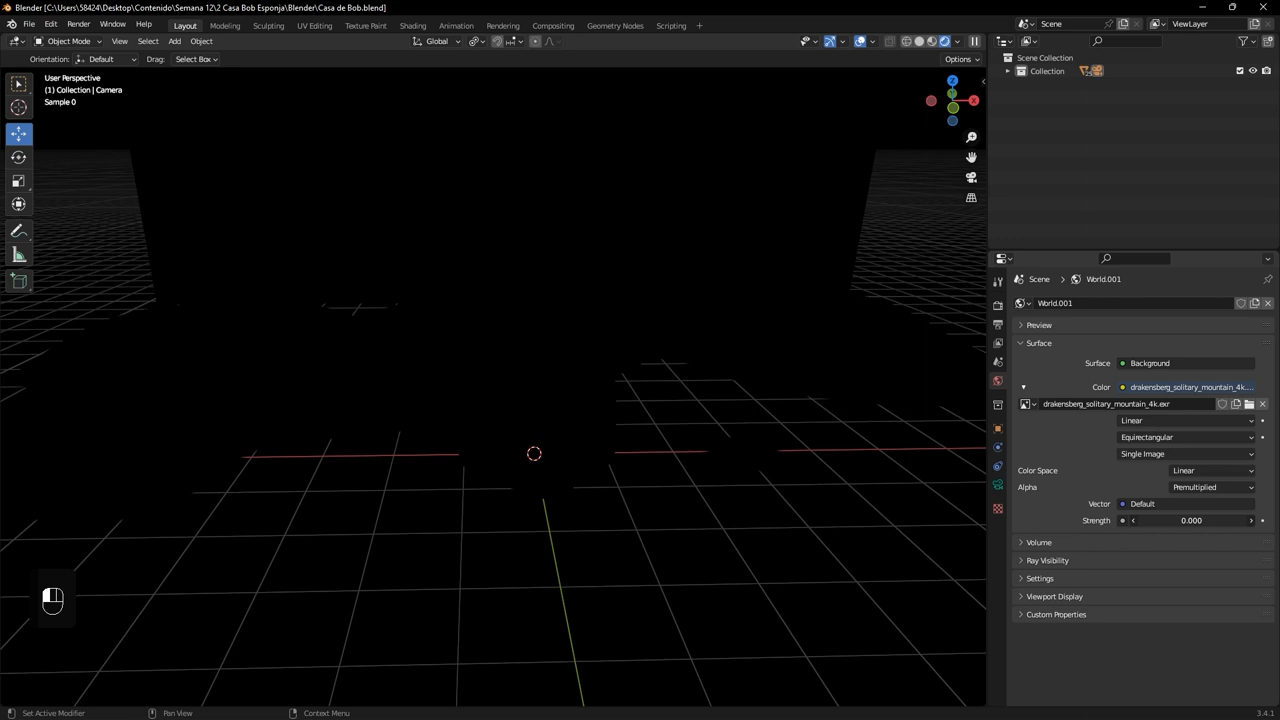 Blender [C:\Users\58424\Desktop\Contenido\Semana 12\2 Casa Bob Esponja\Blender\Casa de Bob.blend]
File Edit Render Window Help Layout Modeling Sculpting UV Editing Texture Paint Shading Animation Rendering Compositing Geometry Nodes Scripting + Scene ViewLayer
Object Mode View Select Add Object Global
Orientation: Default Drag: Select Box Options
Scene Collection
Collection
User Perspective
(1) Collection | Camera
Sample 0
Z
X
Scene World.001
World.001
Preview
Surface
Surface Background
Color drakensberg_solitary_mountain_4k....
drakensberg_solitary_mountain_4k.exr
Linear
Equirectangular
Single Image
Color Space Linear
Alpha Premultiplied
Vector Default
Strength 0.000
Volume
Ray Visibility
Settings
Viewport Display
Custom Properties
Set Active Modifier Pan View Context Menu 3.4.1